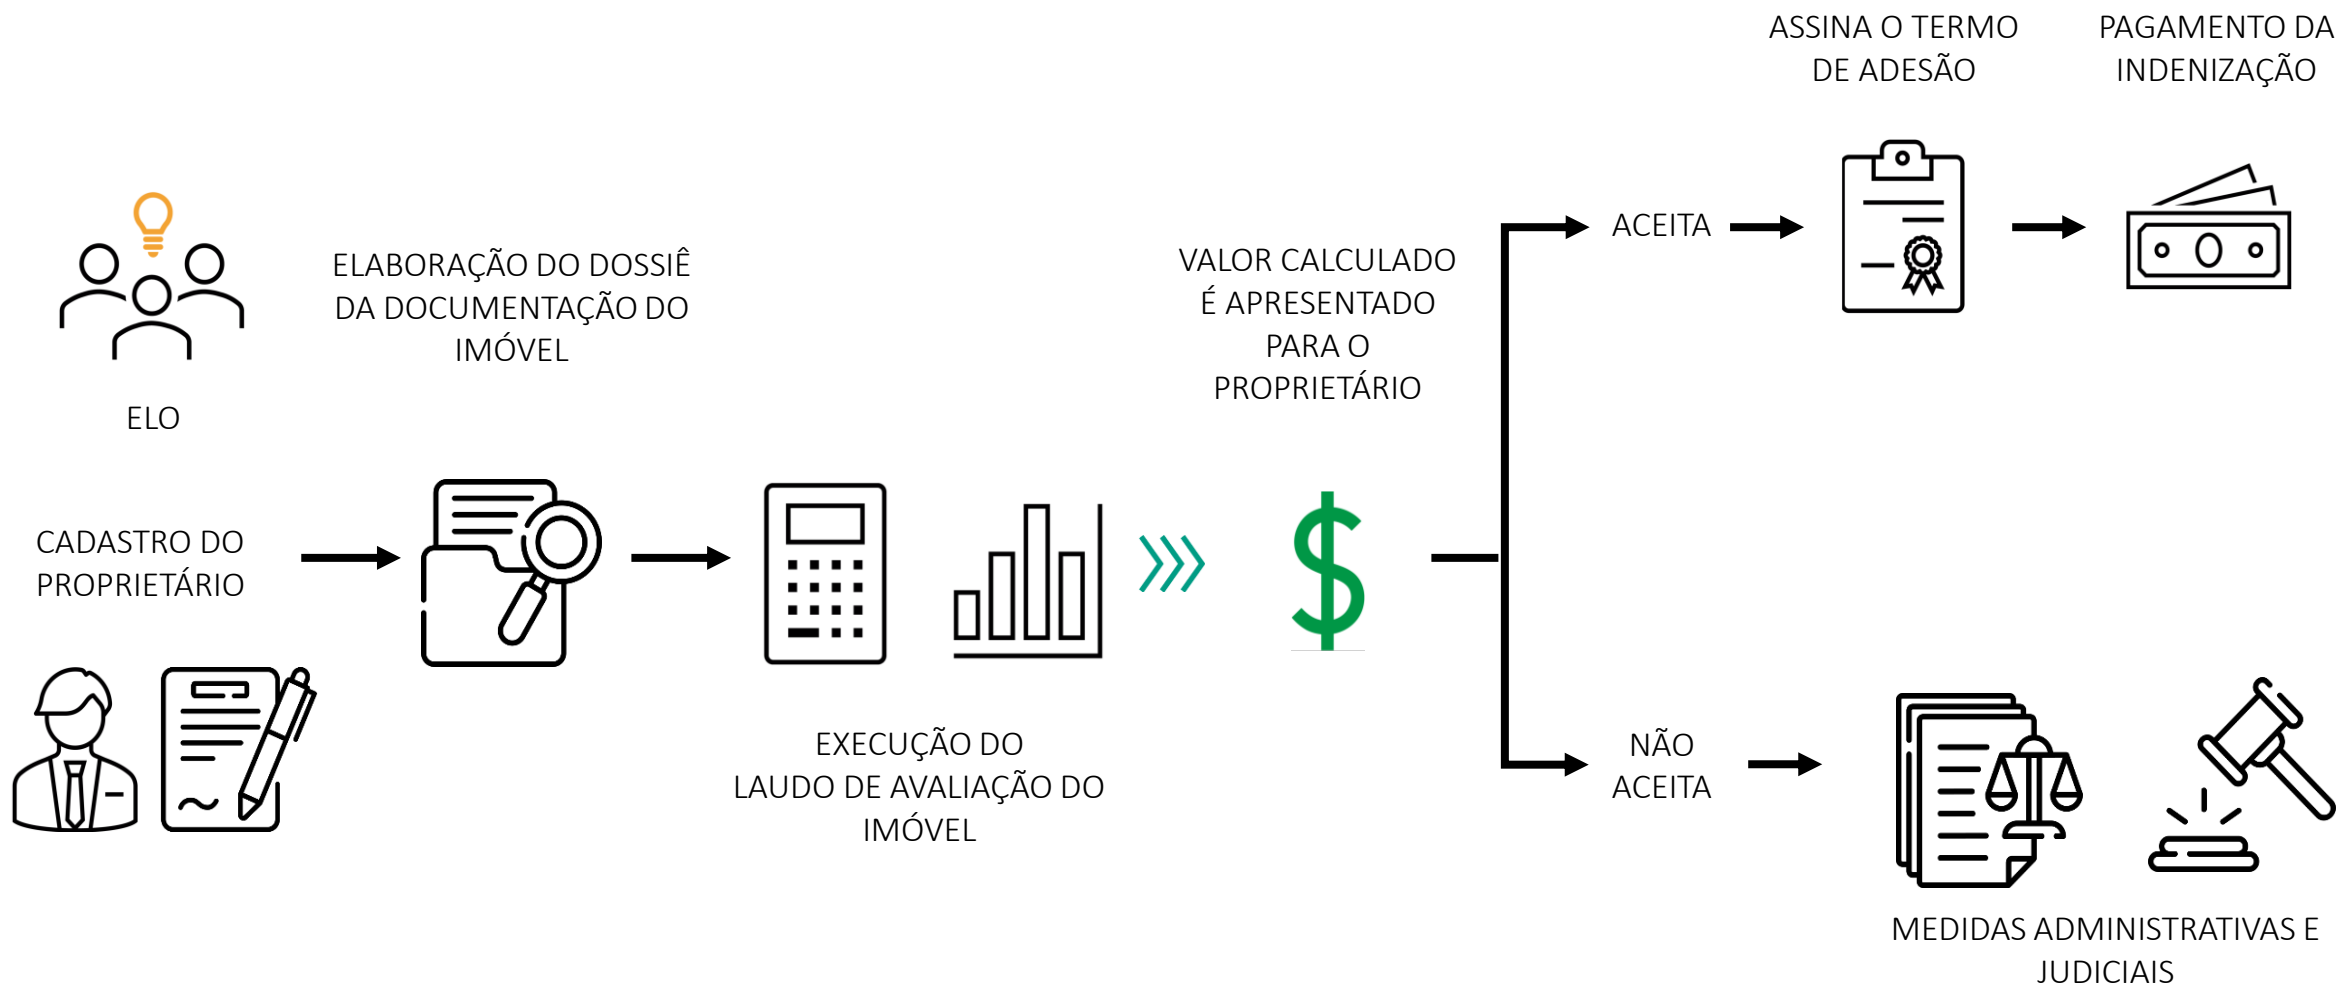 ELO
CADASTRO DO
PROPRIETÁRIO
ELABORAÇÃO DO DOSSIÊ
DA DOCUMENTAÇÃO DO
IMÓVEL
EXECUÇÃO DO
LAUDO DE AVALIAÇÃO DO
IMÓVEL
VALOR CALCULADO
É APRESENTADO
PARA O
PROPRIETÁRIO
ACEITA
ASSINA O TERMO
DE ADESÃO
PAGAMENTO DA
INDENIZAÇÃO
NÃO
ACEITA
MEDIDAS ADMINISTRATIVAS E
JUDICIAIS